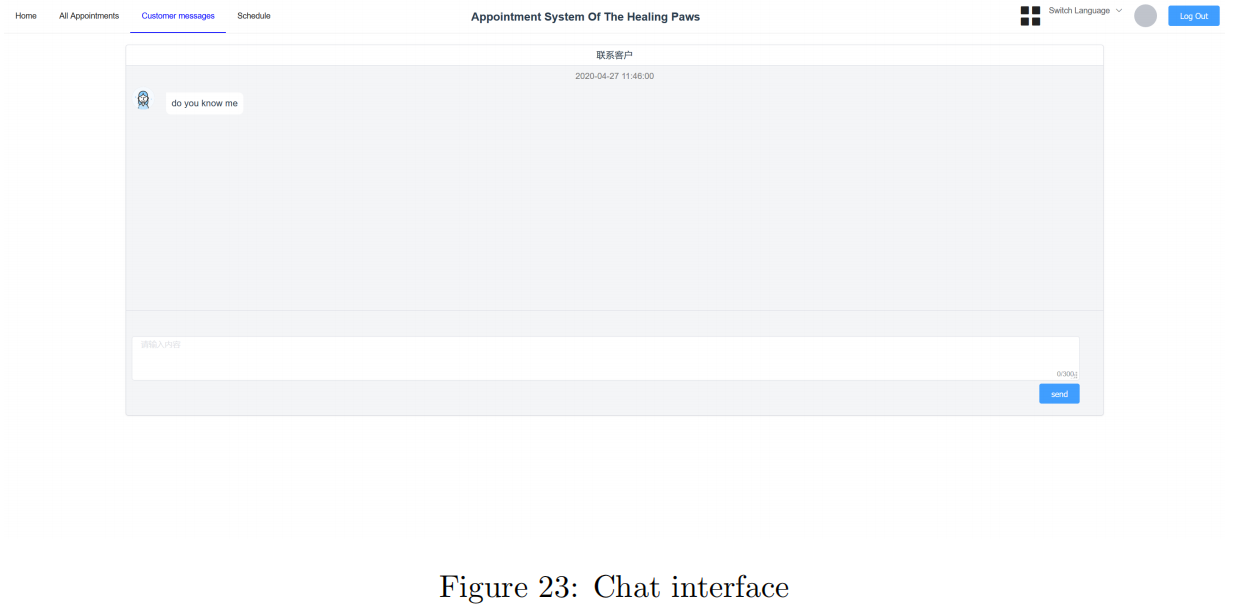 Home All Appointments Customer messages Schedule Appointment System Of The Healing Paws Switch Language Log Out
联系客户
2020-04-27 11:46:00
do you know me
请输入内容
0/300
send
Figure 23: Chat interface